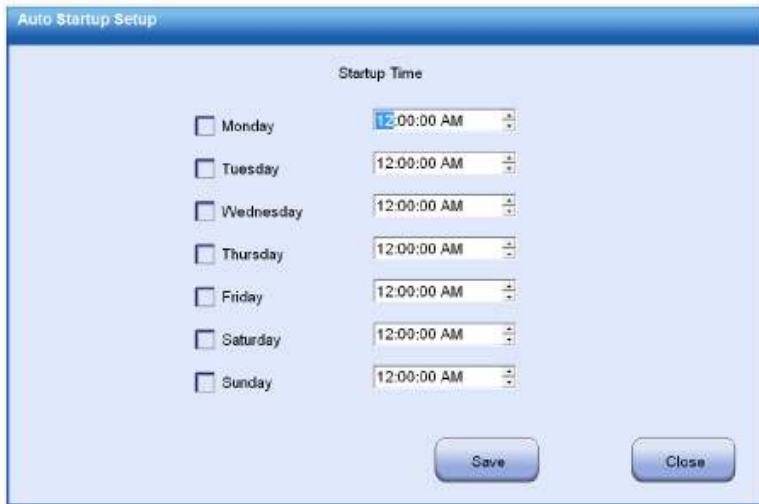 Auto Startup Setup
Startup Time
Monday 12:00:00 AM
Tuesday 12:00:00 AM
Wednesday 12:00:00 AM
Thursday 12:00:00 AM
Friday 12:00:00 AM
Saturday 12:00:00 AM
Sunday 12:00:00 AM
Save Close